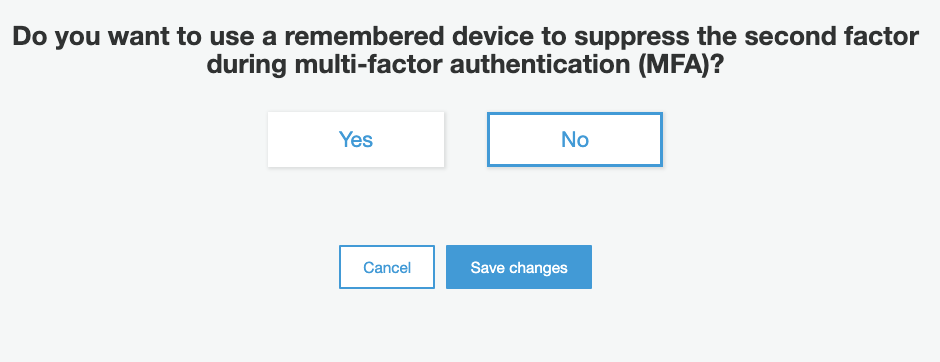 Do you want to use a remembered device to suppress the second factor
during multi-factor authentication (MFA)?
Yes
No
Cancel
Save changes